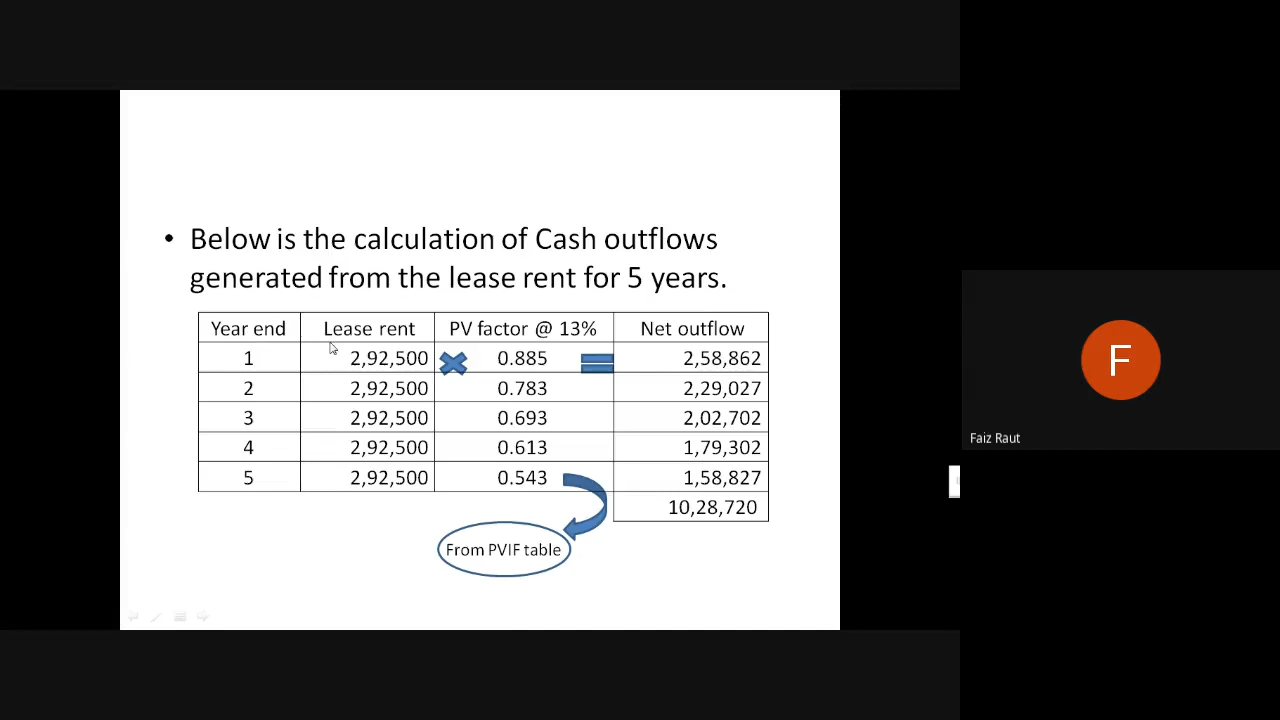 • Below is the calculation of Cash outflows
generated from the lease rent for 5 years.
Year end Lease rent PV factor @ 13% Net outflow
1 2,92,500 0.885 2,58,862
2 2,92,500 0.783 2,29,027
3 2,92,500 0.693 2,02,702
4 2,92,500 0.613 1,79,302
5 2,92,500 0.543 1,58,827
10,28,720
From PVIF table
F
Faiz Raut